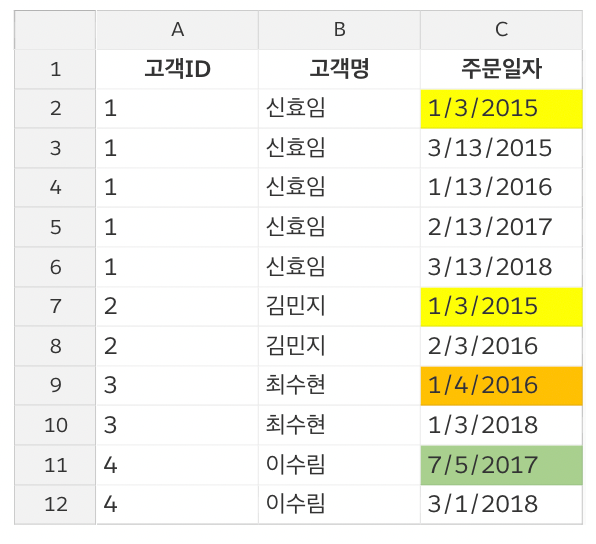 A B C
1 고객ID 고객명 주문일자
2 1 신효임 1/3/2015
3 1 신효임 3/13/2015
4 1 신효임 1/13/2016
5 1 신효임 2/13/2017
6 1 신효임 3/13/2018
7 2 김민지 1/3/2015
8 2 김민지 2/3/2016
9 3 최수현 1/4/2016
10 3 최수현 1/3/2018
11 4 이수림 7/5/2017
12 4 이수림 3/1/2018